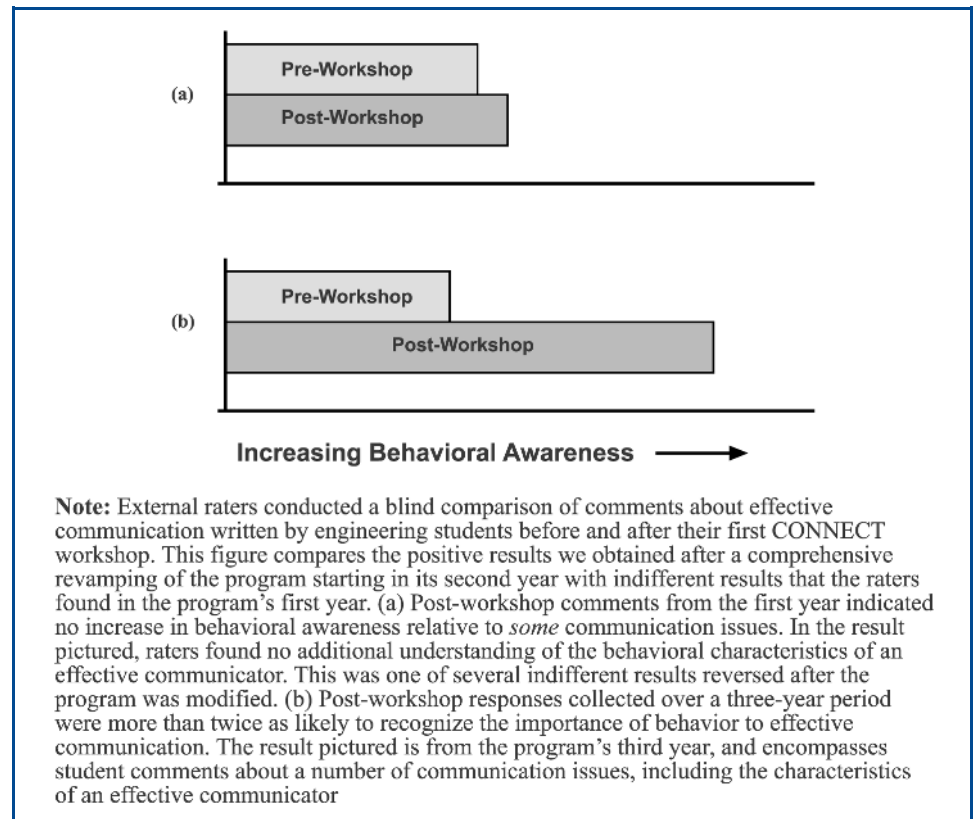 Pre-Workshop
(a)
Post-Workshop
Pre-Workshop
(b)
Post-Workshop
Increasing Behavioral Awareness
Note: External raters conducted a blind comparison of comments about effective
communication written by engineering students before and after their first CONNECT
workshop. This figure compares the positive results we obtained after a comprehensive
revamping of the program starting in its second year with indifferent results that the raters
found in the program's first year. (a) Post-workshop comments from the first year indicated
no increase in behavioral awareness relative to some communication issues. In the result
pictured, raters found no additional understanding of the behavioral characteristics of an
effective communicator. This was one of several indifferent results reversed after the
program was modified. (b) Post-workshop responses collected over a three-year period
were more than twice as likely to recognize the importance of behavior to effective
communication. The result pictured is from the program's third year, and encompasses
student comments about a number of communication issues, including the characteristics
of an effective communicator